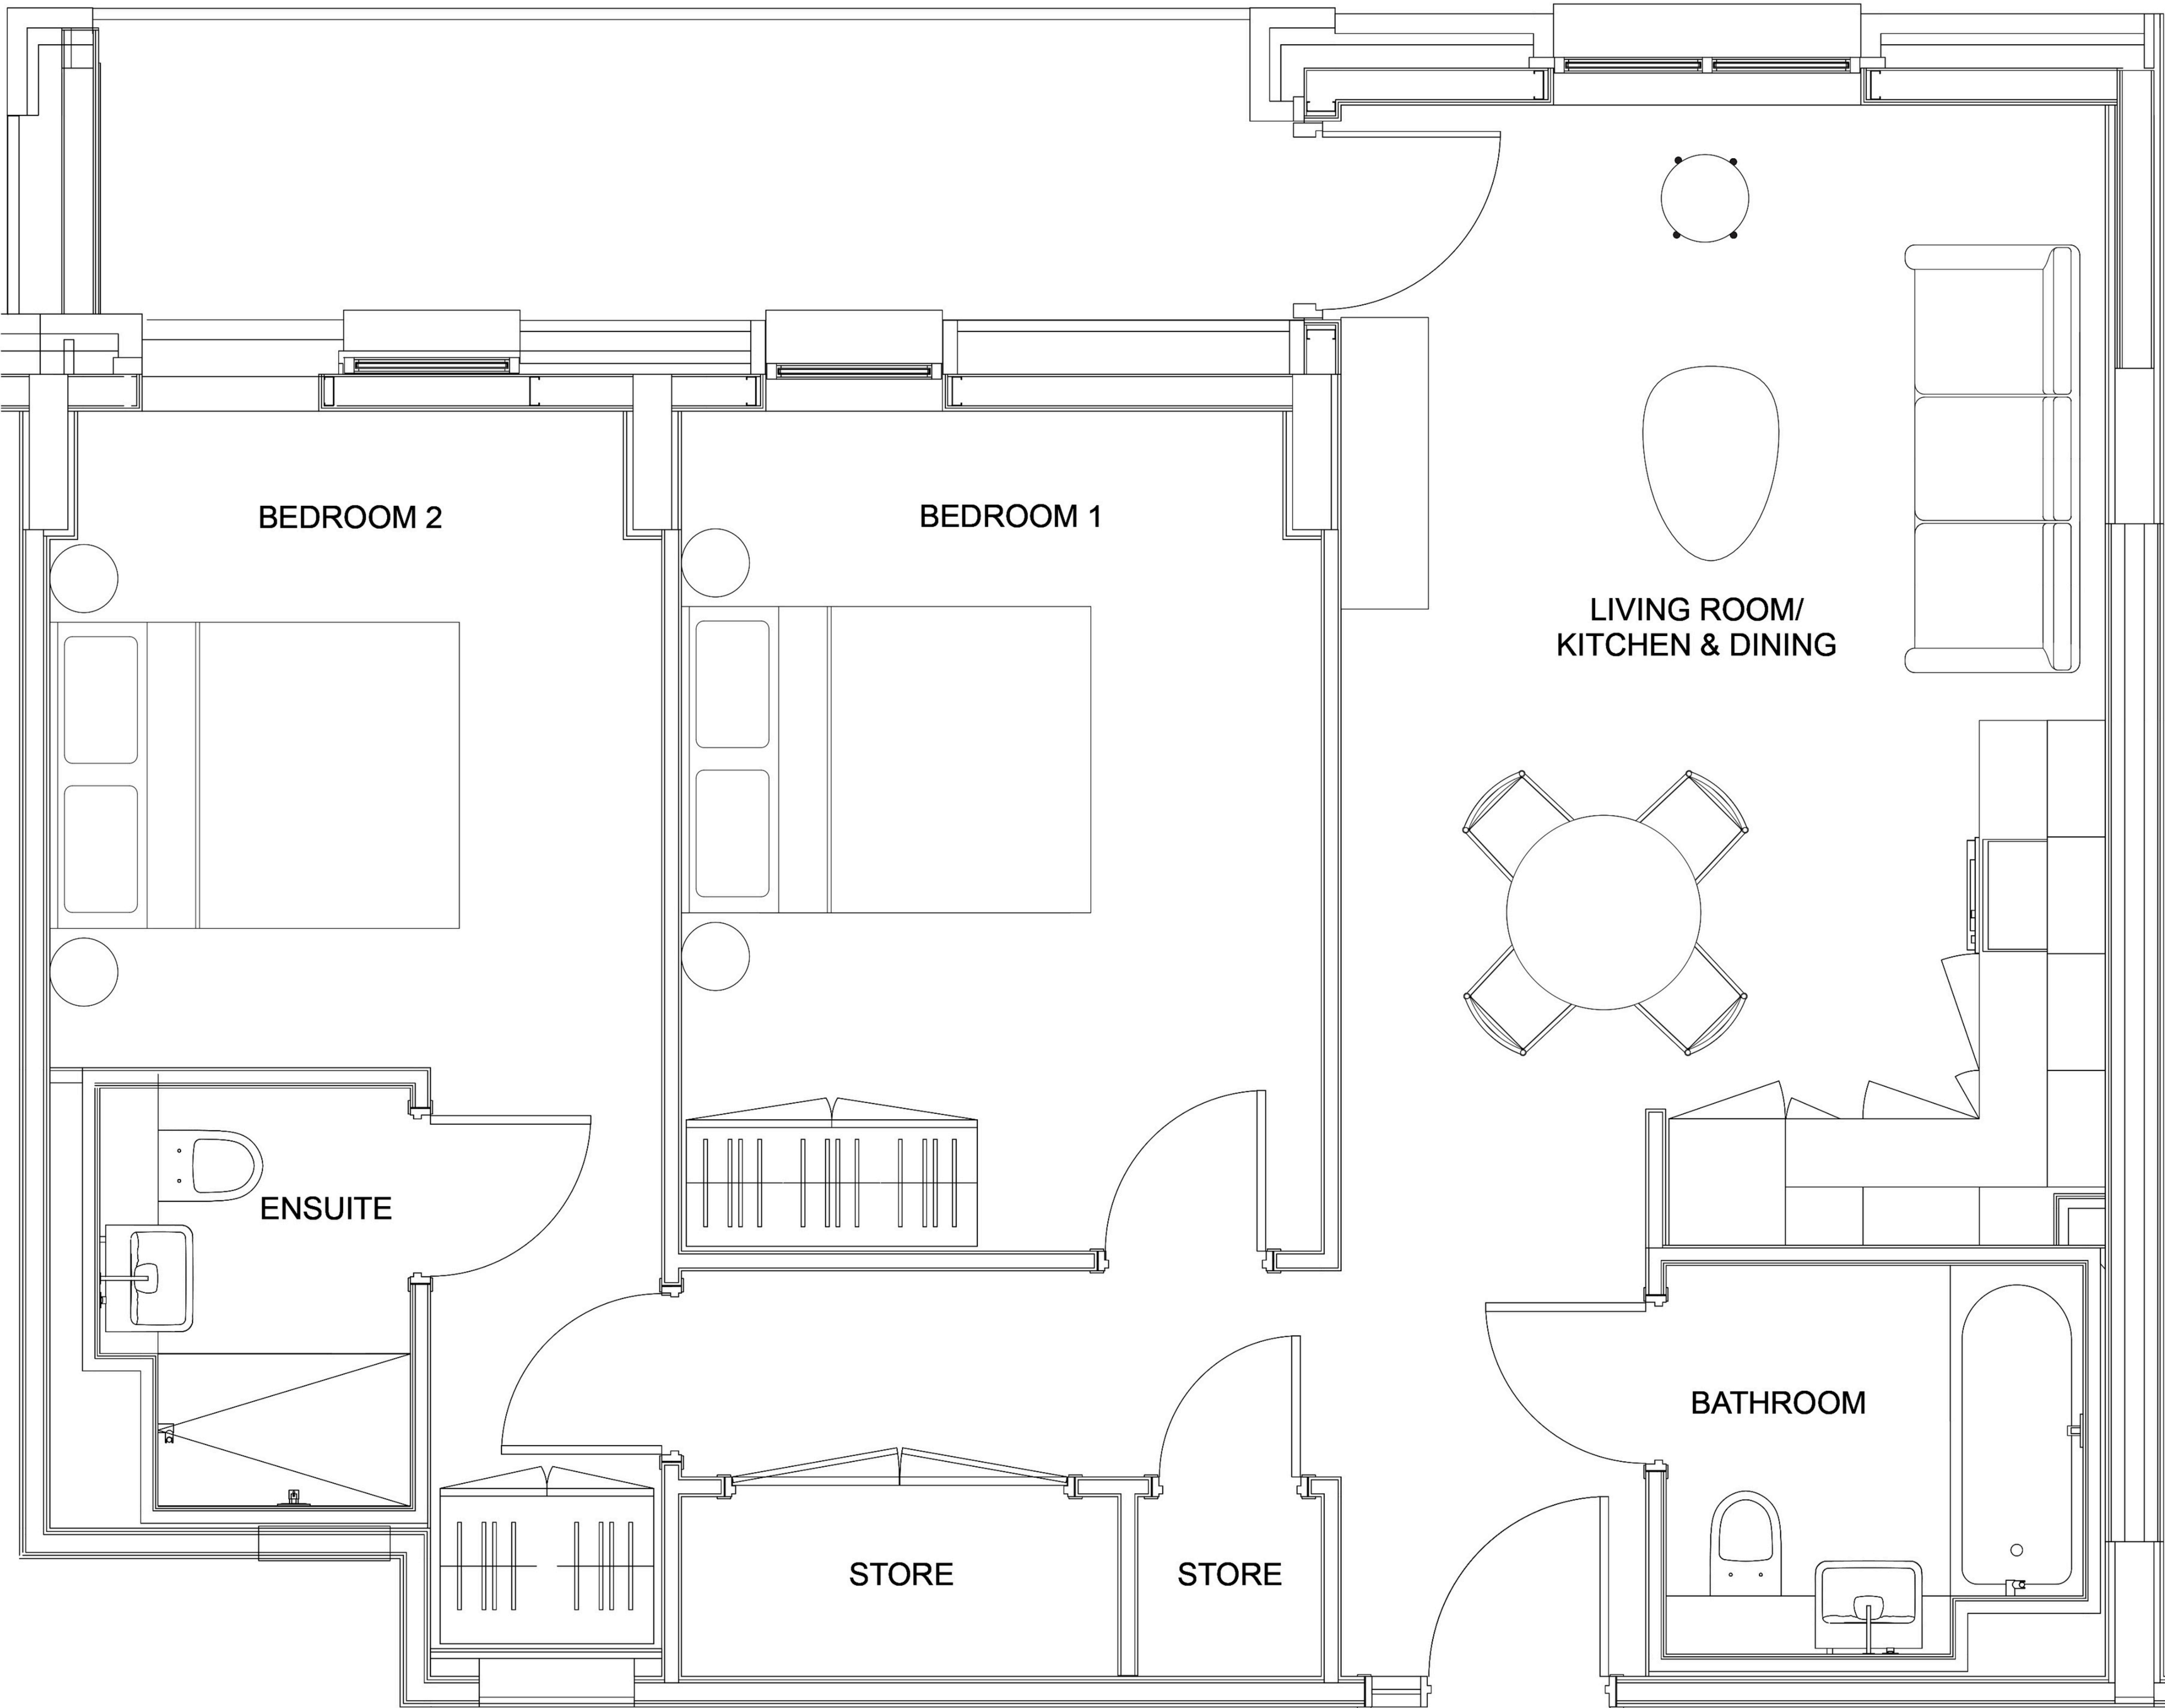 BEDROOM 2
BEDROOM 1
LIVING ROOM/
KITCHEN & DINING
ENSUITE
BATHROOM
STORE
STORE